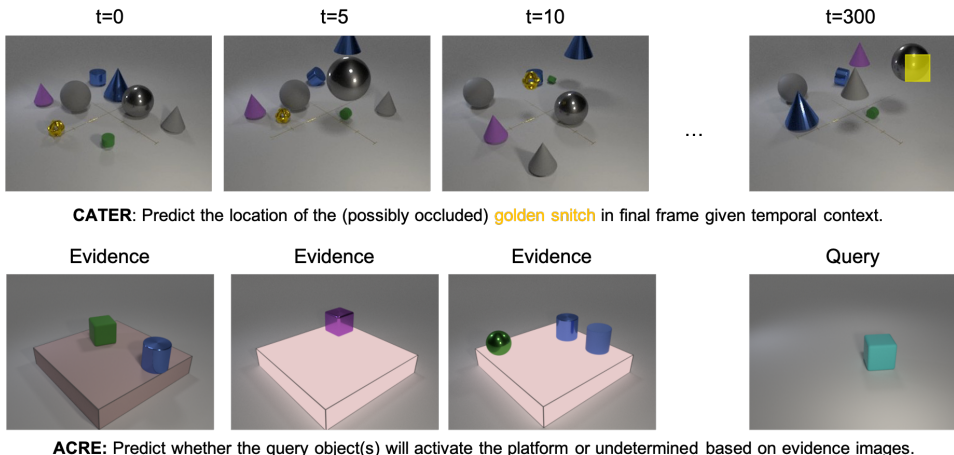 t=0 t=5 t=10 t=300
...
CATER: Predict the location of the (possibly occluded) golden snitch in final frame given temporal context.
Evidence Evidence Evidence Query
ACRE: Predict whether the query object(s) will activate the platform or undetermined based on evidence images.